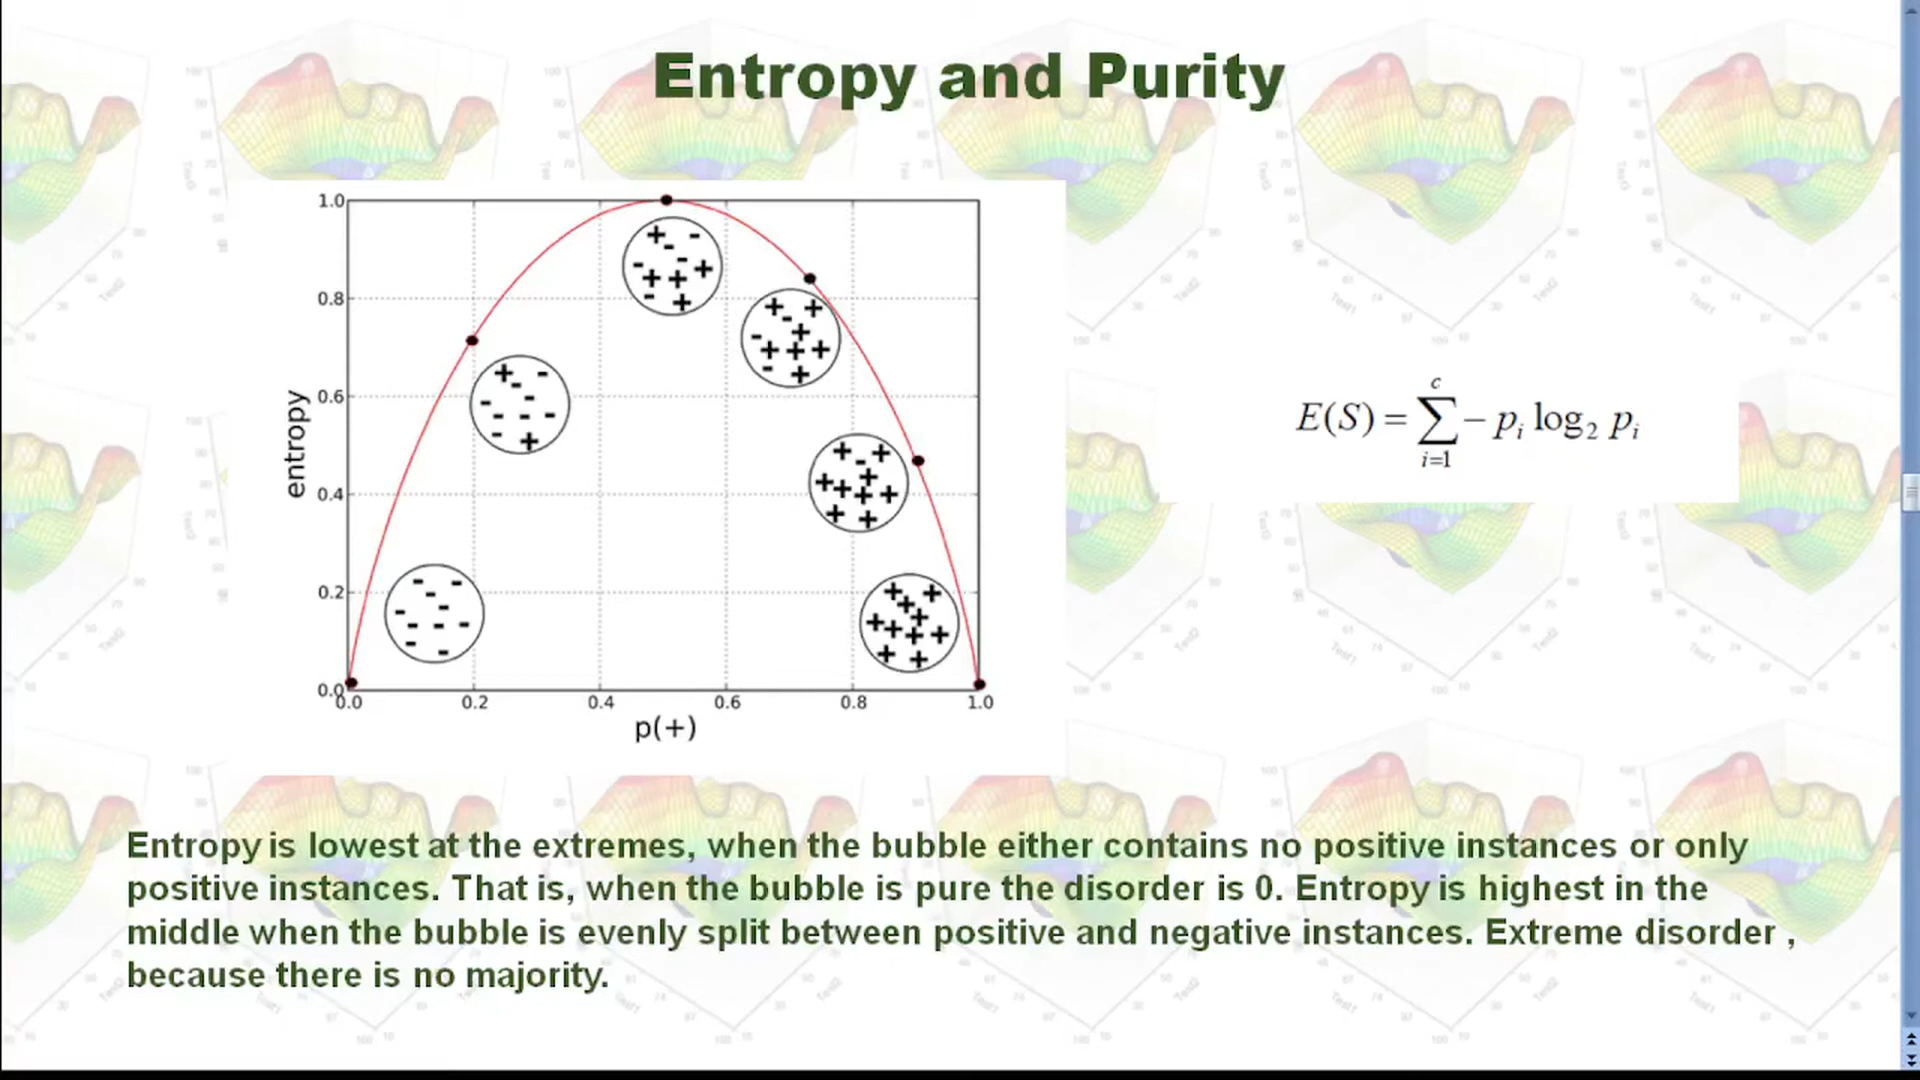 Entropy and Purity
1.0
0.8
0.6
0.4
0.2
0.0
entropy
0.0 0.2 0.4 0.6 0.8 1.0
p(+)
E(S) = ∑ c i=1 − pᵢ log₂ pᵢ
Entropy is lowest at the extremes, when the bubble either contains no positive instances or only
positive instances. That is, when the bubble is pure the disorder is 0. Entropy is highest in the
middle when the bubble is evenly split between positive and negative instances. Extreme disorder ,
because there is no majority.